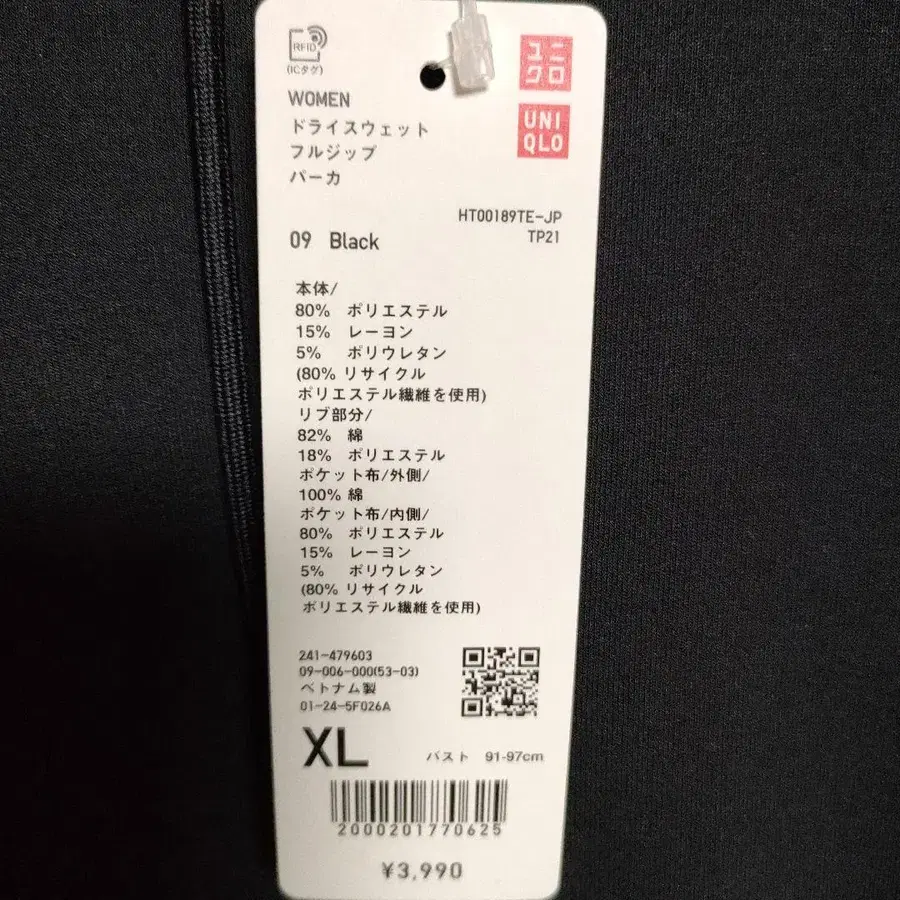 RFID
(ICタグ)
ユニ
クロ
UNI
QLO
WOMEN
ドライスウェット
フルジップ
パーカ
HT00189TE-JP
TP21
09 Black
本体/
80% ポリエステル
15% レーヨン
5% ポリウレタン
(80% リサイクル
ポリエステル繊維を使用)
リブ部分/
82% 綿
18% ポリエステル
ポケット布/外側/
100% 綿
ポケット布/内側/
80% ポリエステル
15% レーヨン
5% ポリウレタン
(80% リサイクル
ポリエステル繊維を使用)
241-479603
09-006-000(53-03)
ベトナム製
01-24-5F026A
XL バスト 91-97cm
2000201770625
¥3,990